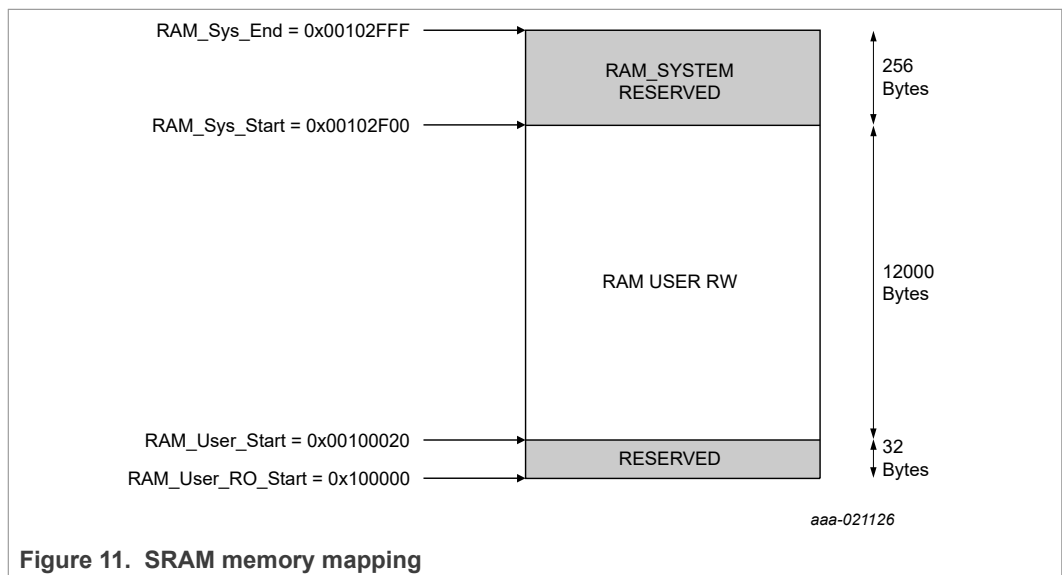 RAM_Sys_End = 0x00102FFF
RAM_SYSTEM
RESERVED
256
Bytes
RAM_Sys_Start = 0x00102F00
RAM USER RW
12000
Bytes
RAM_User_Start = 0x00100020
RESERVED
32
Bytes
RAM_User_RO_Start = 0x100000
aaa-021126
Figure 11. SRAM memory mapping